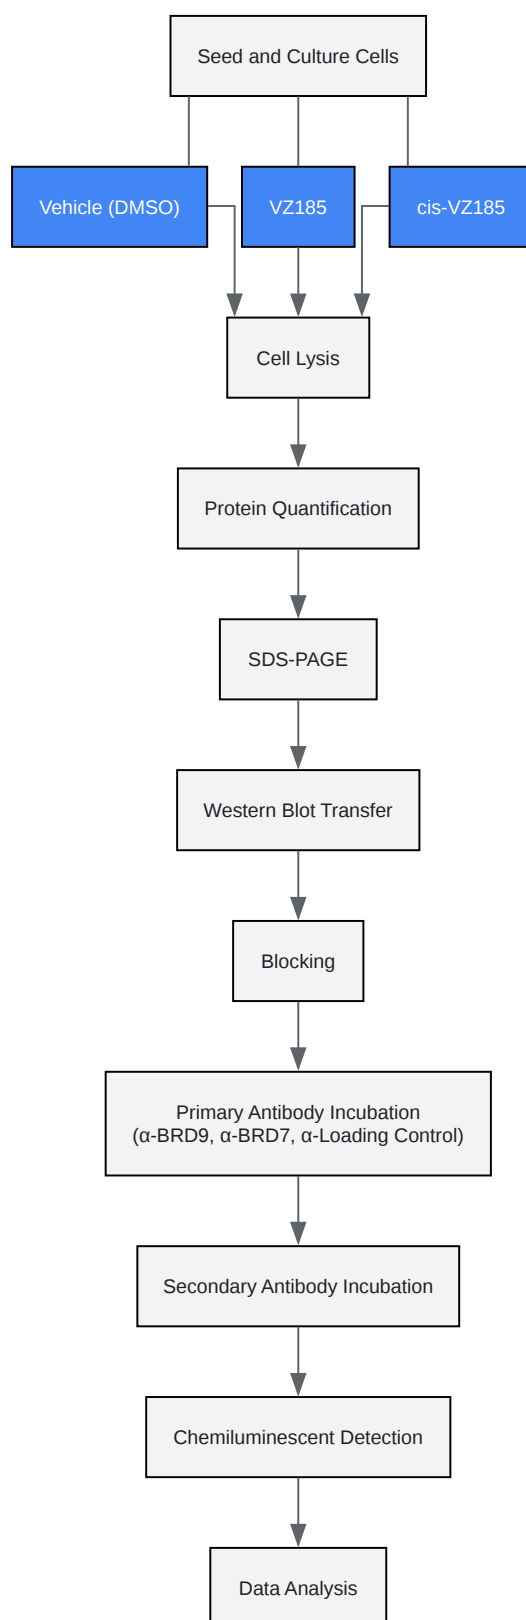 Seed and Culture Cells
Vehicle (DMSO)
VZ185
cis-VZ185
Cell Lysis
Protein Quantification
SDS-PAGE
Western Blot Transfer
Blocking
Primary Antibody Incubation
(α-BRD9, α-BRD7, α-Loading Control)
Secondary Antibody Incubation
Chemiluminescent Detection
Data Analysis